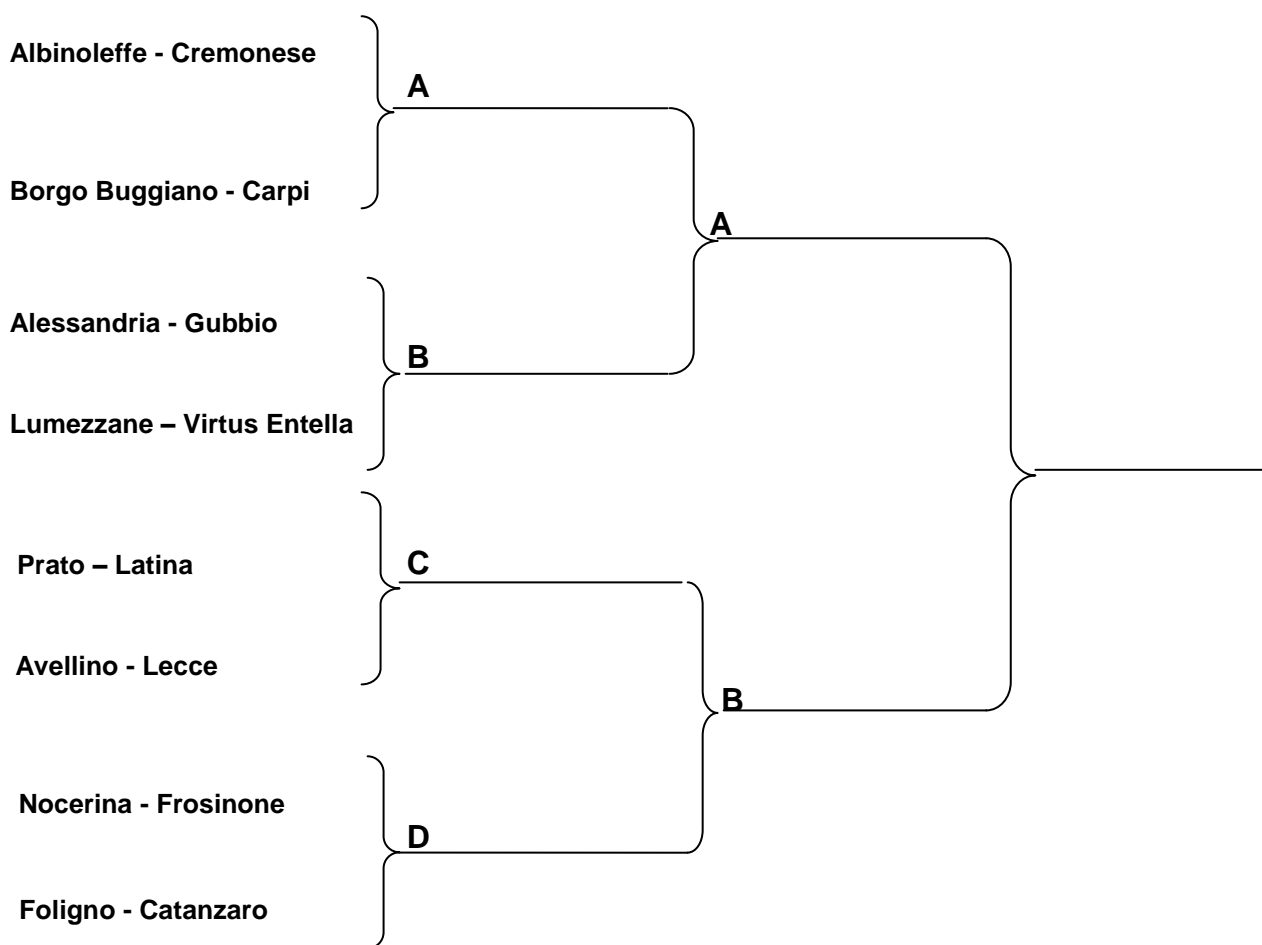 Albinoleffe - Cremonese
A
Borgo Buggiano - Carpi
A
Alessandria - Gubbio
B
Lumezzane – Virtus Entella
Prato – Latina
C
Avellino - Lecce
B
Nocerina - Frosinone
D
Foligno - Catanzaro